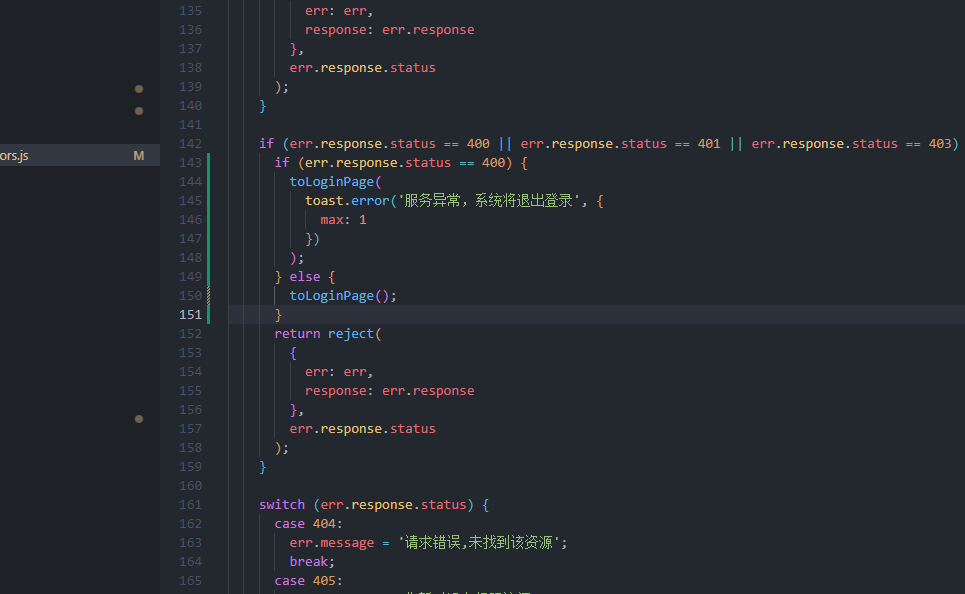 135 err: err,
136 response: err.response
137 },
138 err.response.status
139 );
140 }
141
142 if (err.response.status == 400 || err.response.status == 401 || err.response.status == 403)
ors.js M
143 if (err.response.status == 400) {
144 toLoginPage(
145 toast.error('服务异常，系统将退出登录', {
146 max: 1
147 })
148 );
149 } else {
150 toLoginPage();
151 }
152 return reject(
153 {
154 err: err,
155 response: err.response
156 },
157 err.response.status
158 );
159 }
160
161 switch (err.response.status) {
162 case 404:
163 err.message = '请求错误,未找到该资源';
164 break;
165 case 405: